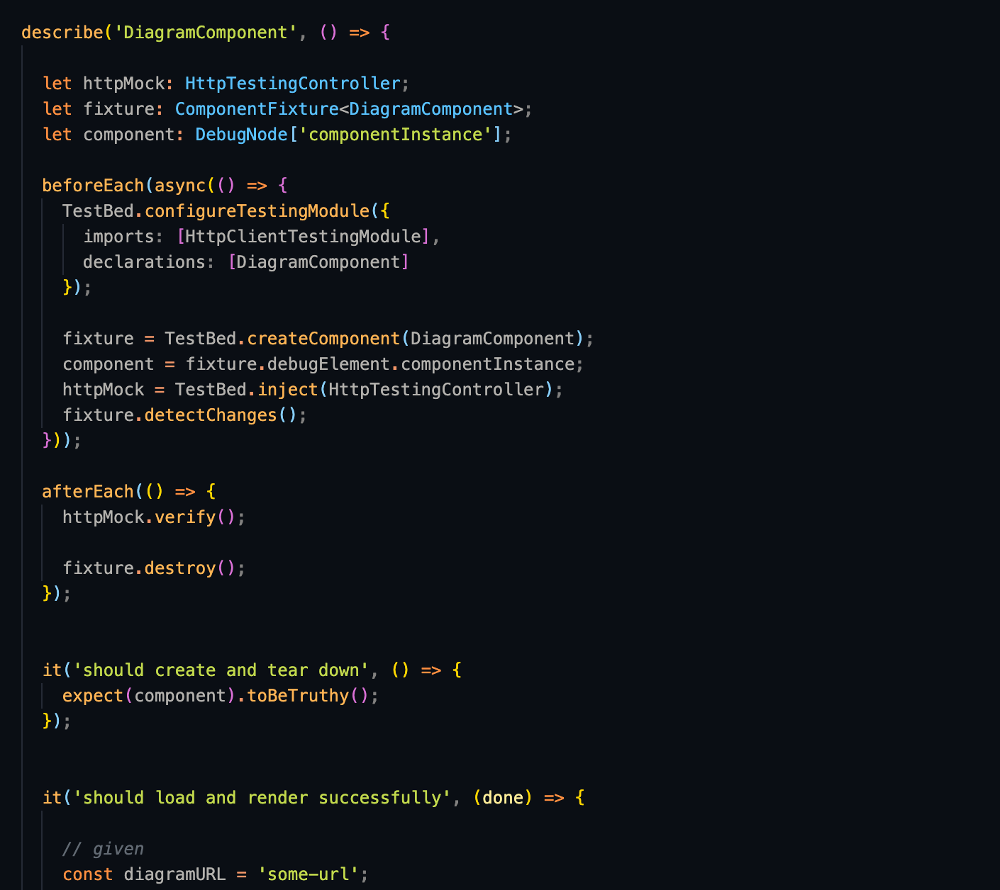 describe('DiagramComponent', () => {
let httpMock: HttpTestingController;
let fixture: ComponentFixture<DiagramComponent>;
let component: DebugNode['componentInstance'];
beforeEach(async(() => {
TestBed.configureTestingModule({
imports: [HttpClientTestingModule],
declarations: [DiagramComponent]
});
fixture = TestBed.createComponent(DiagramComponent);
component = fixture.debugElement.componentInstance;
httpMock = TestBed.inject(HttpTestingController);
fixture.detectChanges();
}));
afterEach(() => {
httpMock.verify();
fixture.destroy();
});
it('should create and tear down', () => {
expect(component).toBeTruthy();
});
it('should load and render successfully', (done) => {
// given
const diagramURL = 'some-url';